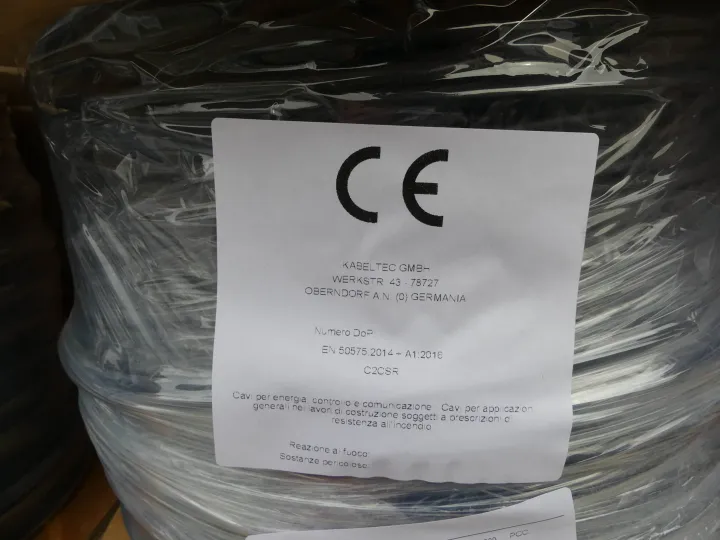 CE
KABELTEC GMBH
WERKSTR. 43 - 78727
OBERNDORF A.N. (0) GERMANIA
Numero DoP
EN 50575:2014 – A1:2016
C2CSR
Cavi per energia, controllo e comunicazione Cavi per applicazioni
generali nei lavori di costruzione soggetti a prescrizioni di
resistenza all'incendio
Reazione al fuoco:
Sostanze pericolose:
PCC